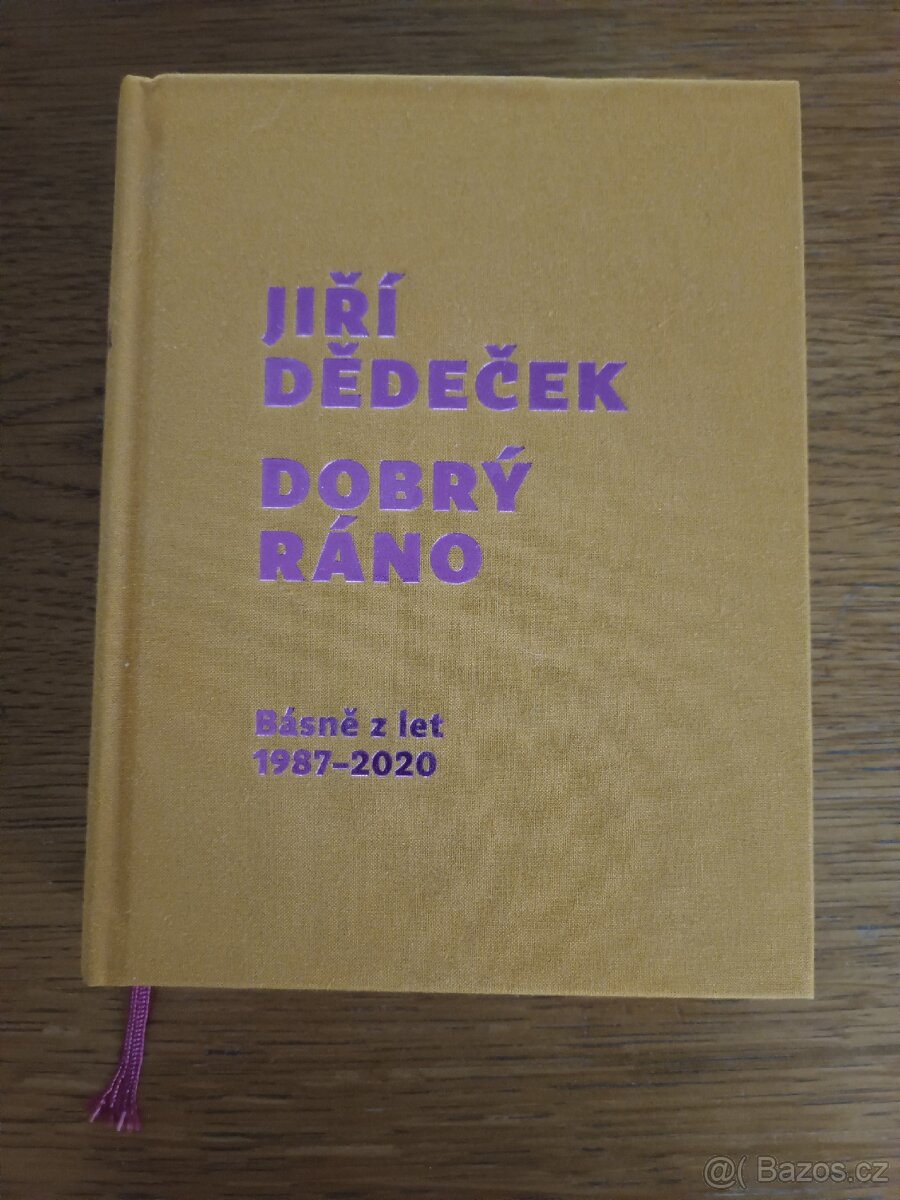 JIŘÍ
DĚDEČEK
DOBRÝ
RÁNO
Básně z let
1987–2020
@( Bazos.cz